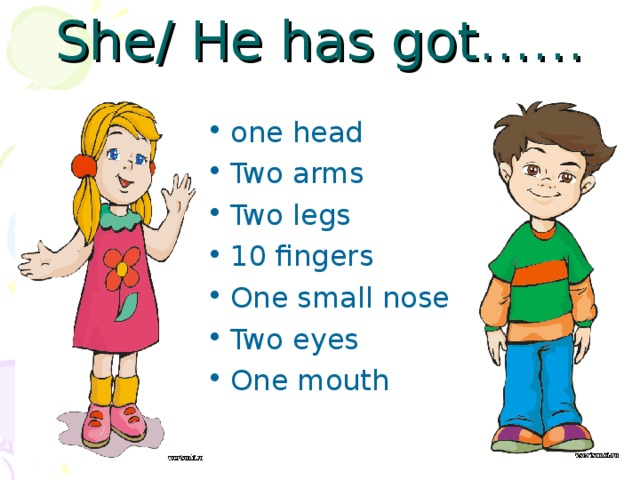 She/ He has got……
one head
Two arms
Two legs
10 fingers
One small nose
Two eyes
One mouth